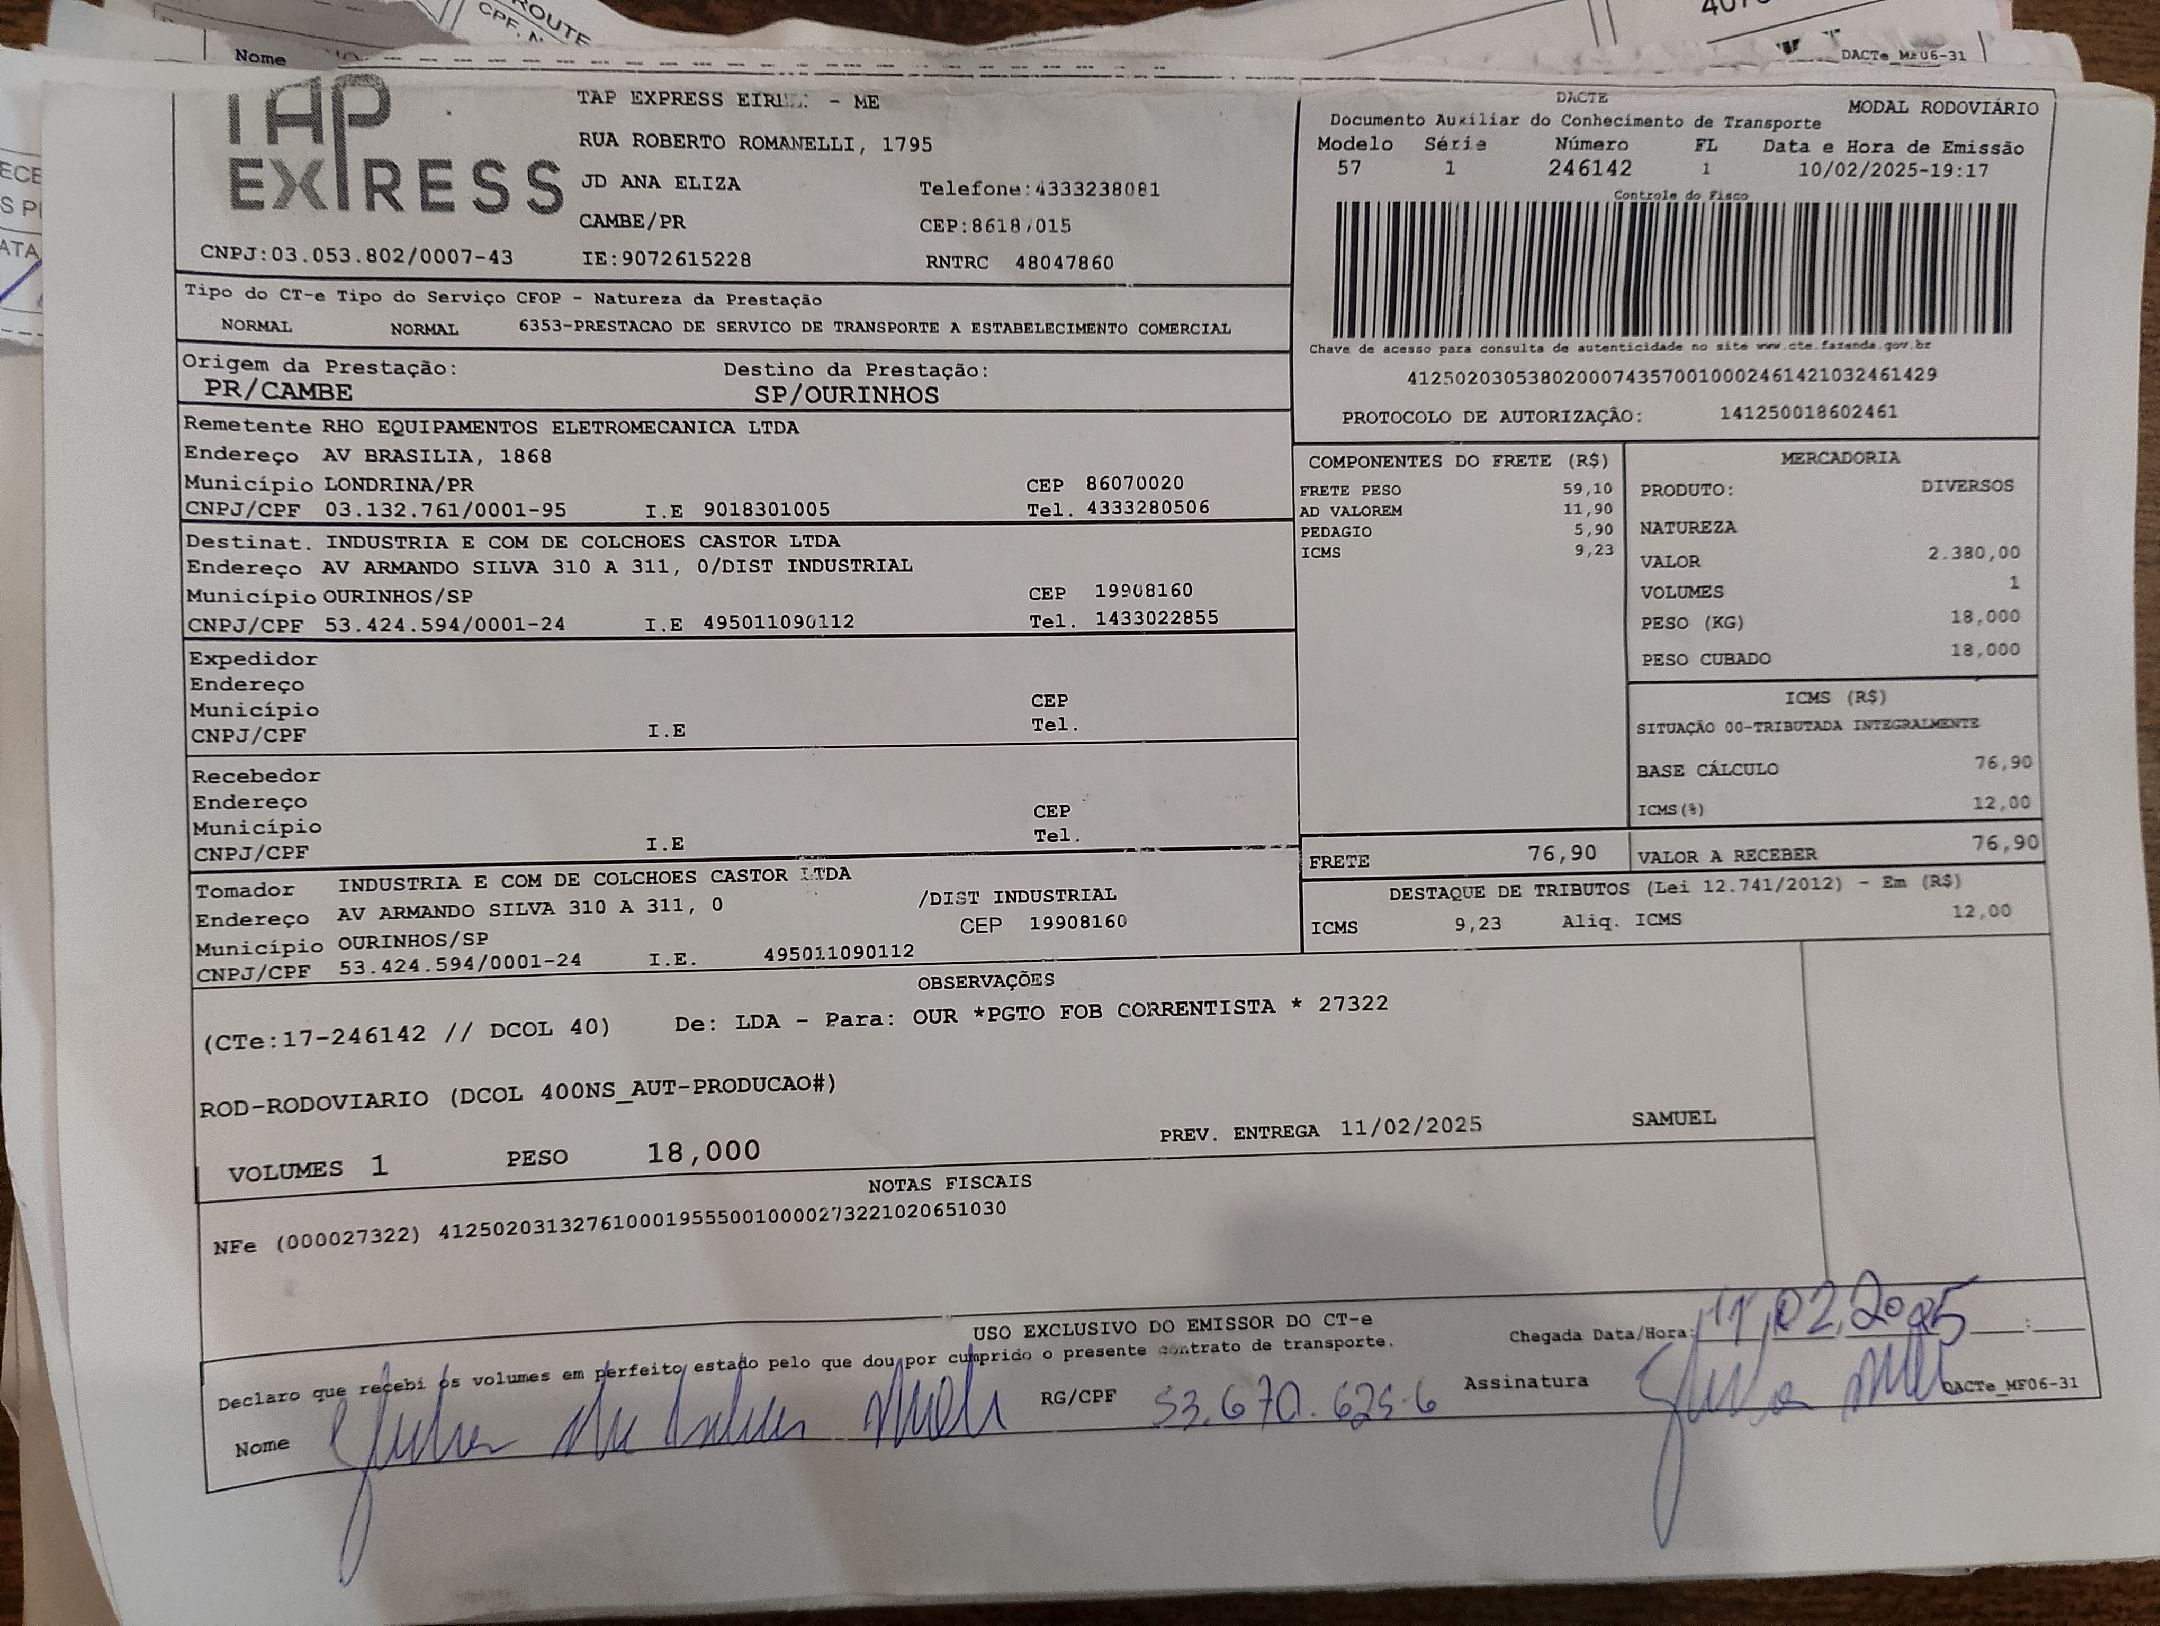 ROUTE
CPF.
Nome
DACTe_MF06-31
TAP EXPRESS
TAP EXPRESS - ME
RUA ROBERTO ROMANELLI, 1795
JD ANA ELIZA Telefone:4333238081
CAMBE/PR
CNPJ:03.053.802/0007-43 IE:9072615228 RNTRC 48047860
DACTE MODAL RODOVIÁRIO
Documento Auxiliar do Conhecimento de Transporte
Modelo Série Número FL Data e Hora de Emissão
57 1 246142 1 10/02/2025-19:17
Controle do Fisco
Chave de acesso para consulta de autenticidade no site www.cte.fazenda.gov.br
41250203053802000743570010002461421032461429
PROTOCOLO DE AUTORIZAÇÃO: 141250018602461
Tipo do CT-e Tipo do Serviço CFOP - Natureza da Prestação
NORMAL NORMAL 6353-PRESTACAO DE SERVICO DE TRANSPORTE A ESTABELECIMENTO COMERCIAL
Origem da Prestação: Destino da Prestação:
PR/CAMBE SP/OURINHOS
Remetente RHO EQUIPAMENTOS ELETROMECANICA LTDA
Endereço AV BRASILIA, 1868
Município LONDRINA/PR CEP 86070020
CNPJ/CPF 03.132.761/0001-95 I.E 9018301005 Tel. 4333280506
Destinat. INDUSTRIA E COM DE COLCHOES CASTOR LTDA
Endereço AV ARMANDO SILVA 310 A 311, 0/DIST INDUSTRIAL
Município OURINHOS/SP CEP 19908160
CNPJ/CPF 53.424.594/0001-24 I.E 495011090112 Tel. 1433022855
Expedidor
Endereço
Município CEP
CNPJ/CPF I.E Tel.
Recebedor
Endereço
Município CEP
CNPJ/CPF I.E Tel.
Tomador INDUSTRIA E COM DE COLCHOES CASTOR LTDA
Endereço AV ARMANDO SILVA 310 A 311, 0 /DIST INDUSTRIAL
Município OURINHOS/SP CEP 19908160
CNPJ/CPF 53.424.594/0001-24 I.E. 495011090112
COMPONENTES DO FRETE (R$)
FRETE PESO 59,10
AD VALOREM 11,90
PEDAGIO 5,90
ICMS 9,23
MERCADORIA
PRODUTO: DIVERSOS
NATUREZA
VALOR 2.380,00
VOLUMES 1
PESO (KG) 18,000
PESO CUBADO 18,000
ICMS (R$)
SITUAÇÃO 00-TRIBUTADA INTEGRALMENTE
BASE CÁLCULO 76,90
ICMS(%) 12,00
FRETE 76,90 VALOR A RECEBER 76,90
DESTAQUE DE TRIBUTOS (Lei 12.741/2012) - Em (R$)
ICMS 9,23 Aliq. ICMS 12,00
OBSERVAÇÕES
(CTe:17-246142 // DCOL 40) De: LDA - Para: OUR *PGTO FOB CORRENTISTA * 27322
ROD-RODOVIARIO (DCOL 400NS_AUT-PRODUCAO#)
VOLUMES 1 PESO 18,000 PREV. ENTREGA 11/02/2025 SAMUEL
NOTAS FISCAIS
NFe (000027322) 41250203132761000195550010000273221020651030
USO EXCLUSIVO DO EMISSOR DO CT-e
Declaro que recebi os volumes em perfeito estado pelo que dou por cumprido o presente contrato de transporte.
Chegada Data/Hora: 11,02,2025 :
Nome RG/CPF 53.670.625-6 Assinatura
DACTe_MF06-31